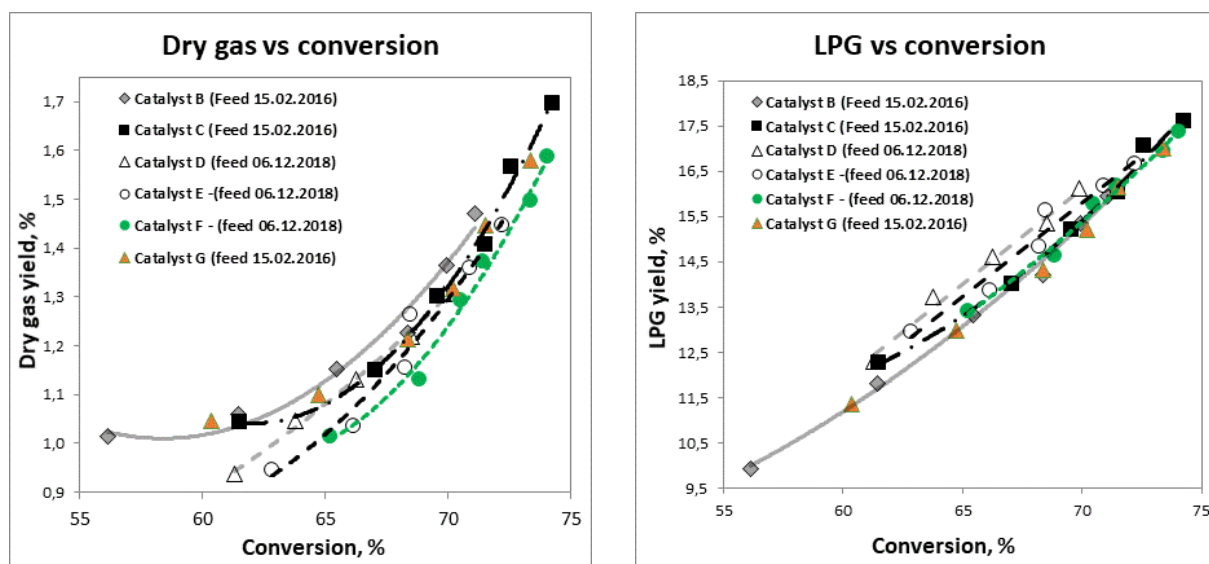 Dry gas vs conversion
Dry gas yield, %
1,7
1,6
1,5
1,4
1,3
1,2
1,1
1,0
0,9
Catalyst B (Feed 15.02.2016)
Catalyst C (Feed 15.02.2016)
Catalyst D (feed 06.12.2018)
Catalyst E -(feed 06.12.2018)
Catalyst F - (feed 06.12.2018)
Catalyst G (feed 15.02.2016)
55 60 65 70 75
Conversion, %
LPG vs conversion
LPG yield, %
18,5
17,5
16,5
15,5
14,5
13,5
12,5
11,5
10,5
9,5
Catalyst B (Feed 15.02.2016)
Catalyst C (Feed 15.02.2016)
Catalyst D (feed 06.12.2018)
Catalyst E -(feed 06.12.2018)
Catalyst F - (feed 06.12.2018)
Catalyst G (feed 15.02.2016)
55 60 65 70 75
Conversion, %